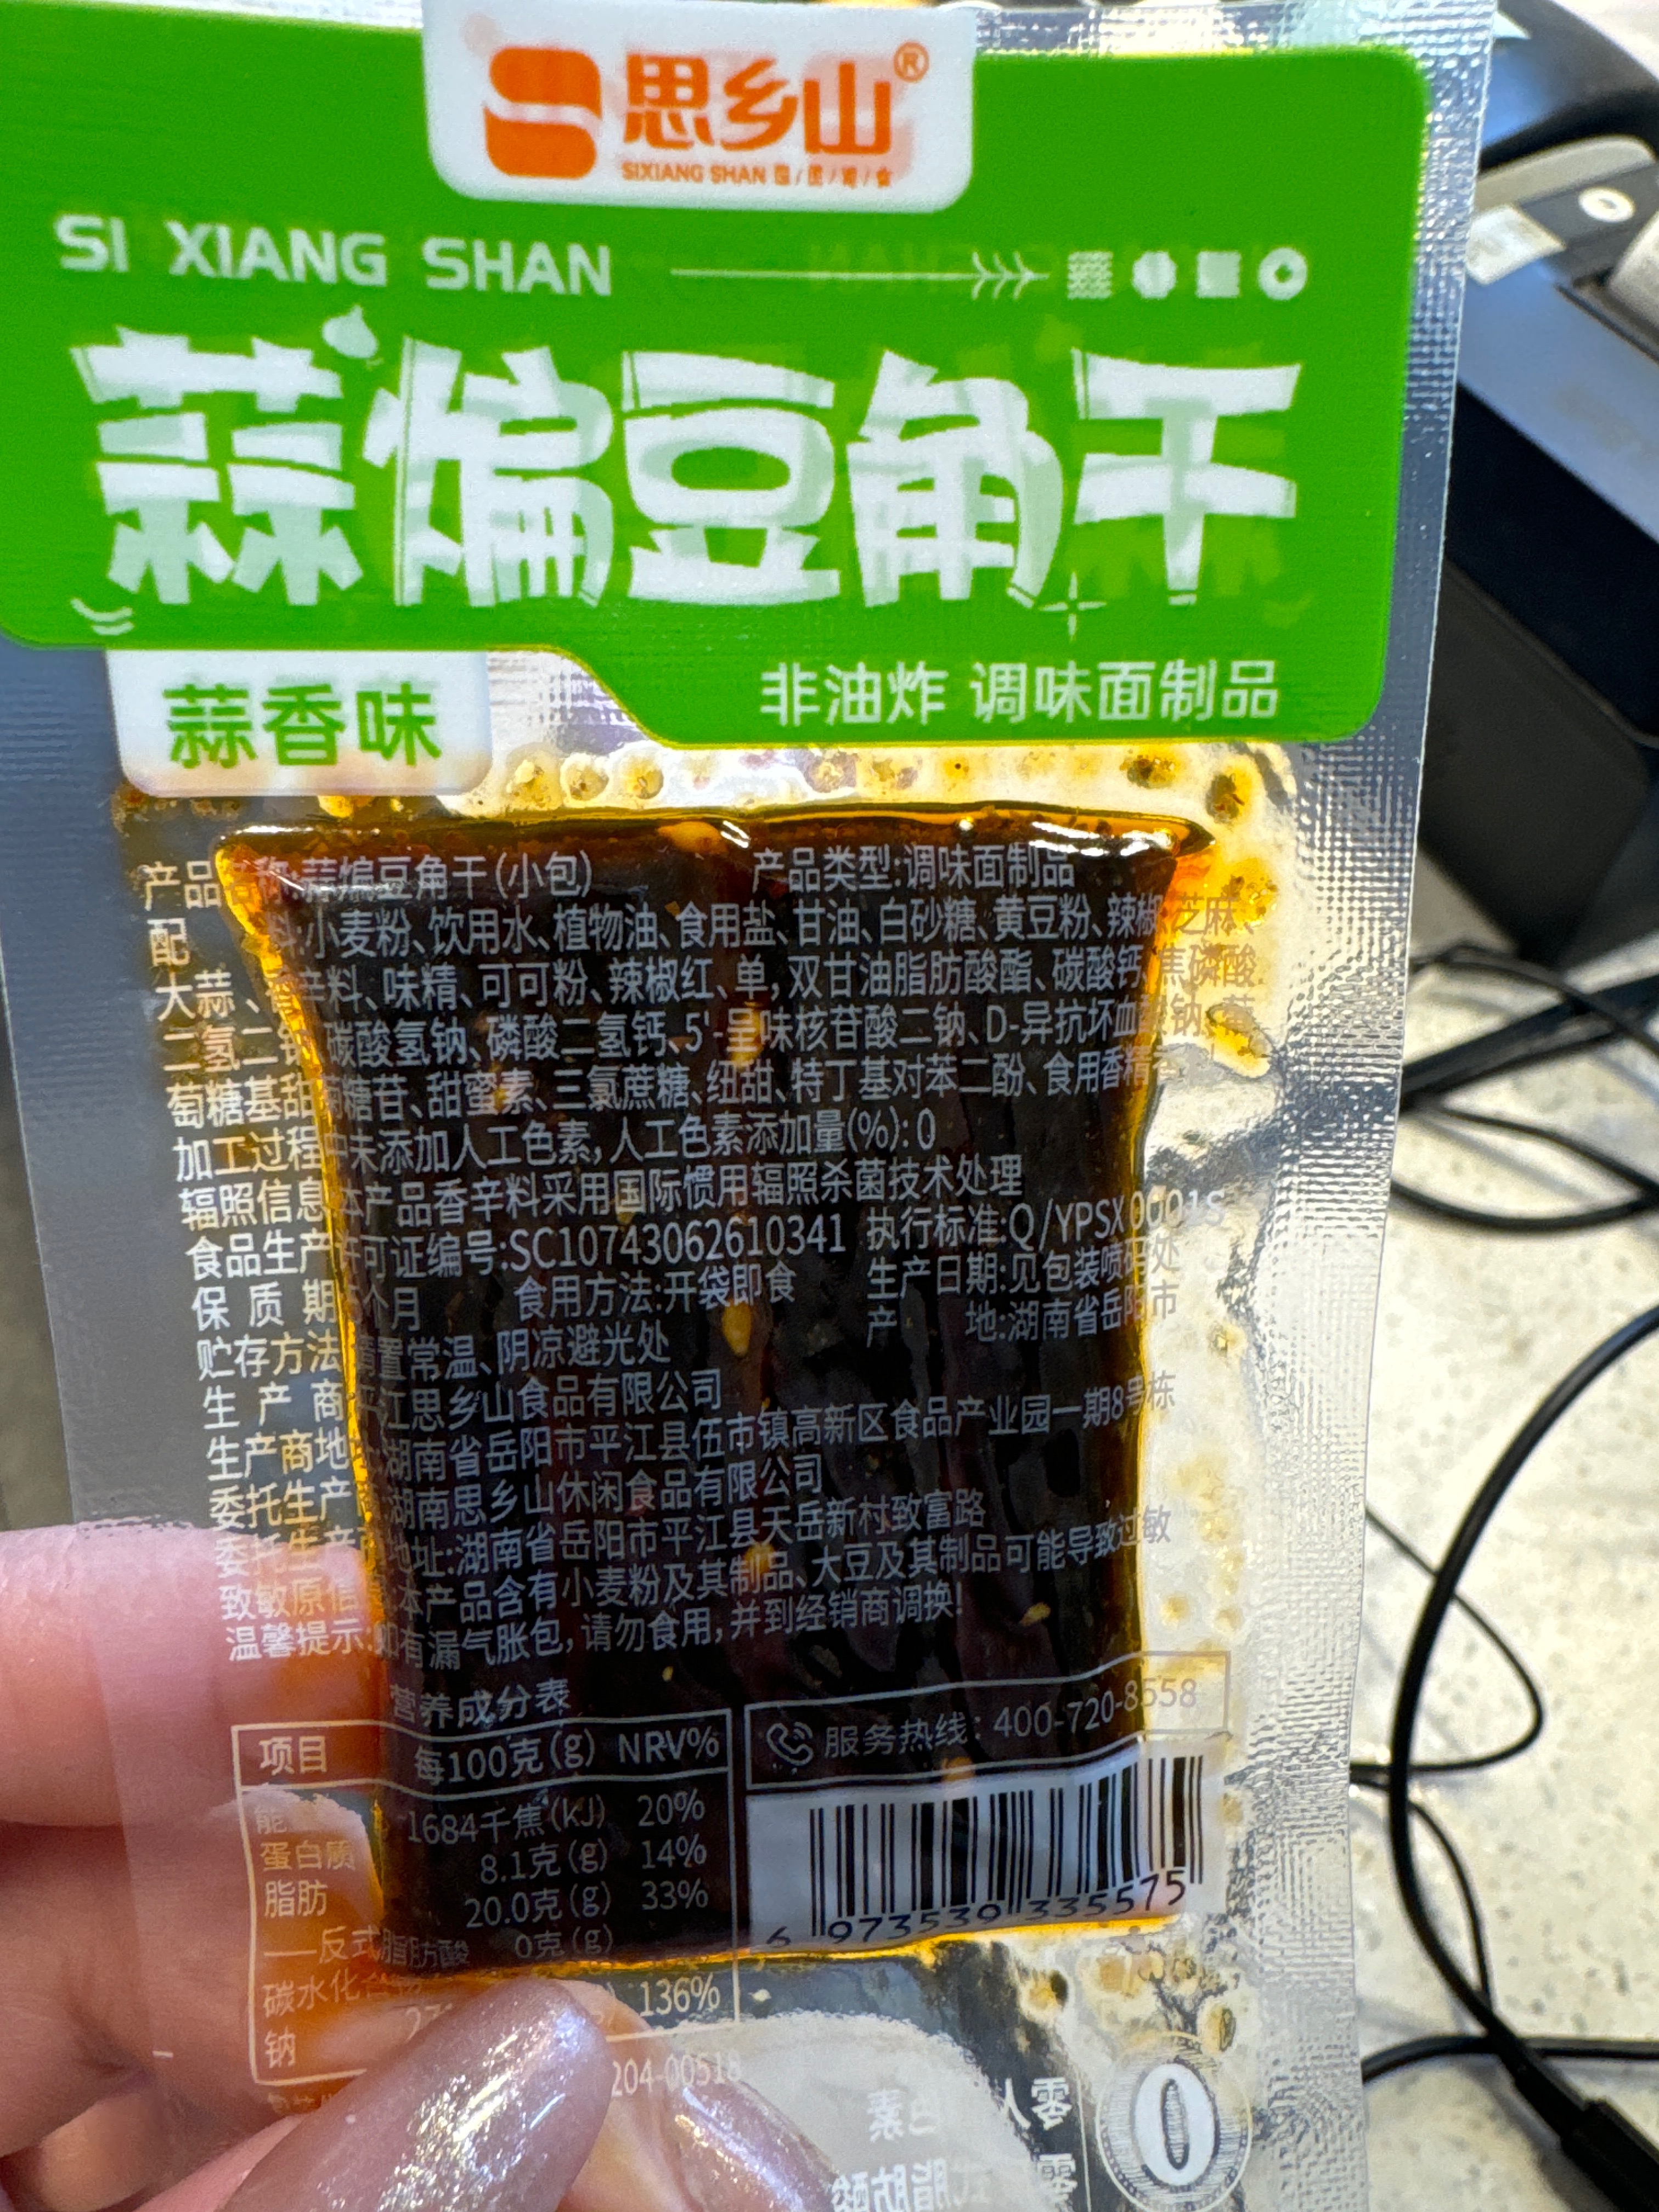 思乡山®
SIXIANG SHAN
SI XIANG SHAN
蒜煸豆角干
蒜香味
非油炸 调味面制品
产品 称:蒜煸豆角干(小包) 产品类型:调味面制品
配 小麦粉、饮用水、植物油、食用盐、甘油、白砂糖、黄豆粉、辣椒、芝麻、
大蒜、 辛料、味精、可可粉、辣椒红、单,双甘油脂肪酸酯、碳酸钙、焦磷酸
二氢二钠 碳酸氢钠、磷酸二氢钙、5'-呈味核苷酸二钠、D-异抗坏血酸钠、
葡糖基甜 糖苷、甜蜜素、三氯蔗糖、纽甜、特丁基对苯二酚、食用香精
加工过程中未添加人工色素,人工色素添加量(%):0
辐照信息 本产品香辛料采用国际惯用辐照杀菌技术处理
食品生产许可证编号:SC10743062610341 执行标准:Q/YPSX 0001S
保 质 期 个月 食用方法:开袋即食 生产日期:见包装喷码处
贮存方法 置常温、阴凉避光处 产 地:湖南省岳阳市
生 产 商 平江思乡山食品有限公司
生产商地 湖南省岳阳市平江县伍市镇高新区食品产业园一期8号栋
委托生产 湖南思乡山休闲食品有限公司
委托生产 地址:湖南省岳阳市平江县天岳新村致富路
致敏原信 本产品含有小麦粉及其制品、大豆及其制品可能导致过敏
温馨提示:如有漏气胀包,请勿食用,并到经销商调换!
营养成分表
项目 每100克(g) NRV%
能 1684千焦(KJ) 20%
蛋白质 8.1克(g) 14%
脂肪 20.0克(g) 33%
——反式脂肪酸 0克(g)
碳水化合物
钠 136%
服务热线: 400-720-8558
6 973539 335575
204-00518
零
0